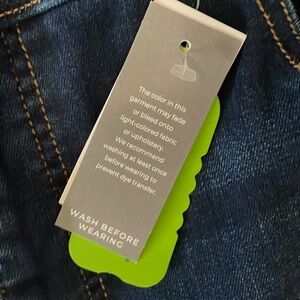 The color in this
garment may fade
or bleed onto
light-colored fabric
or upholstery.
We recommend
washing at least once
before wearing to
prevent dye transfer.
WASH BEFORE
WEARING